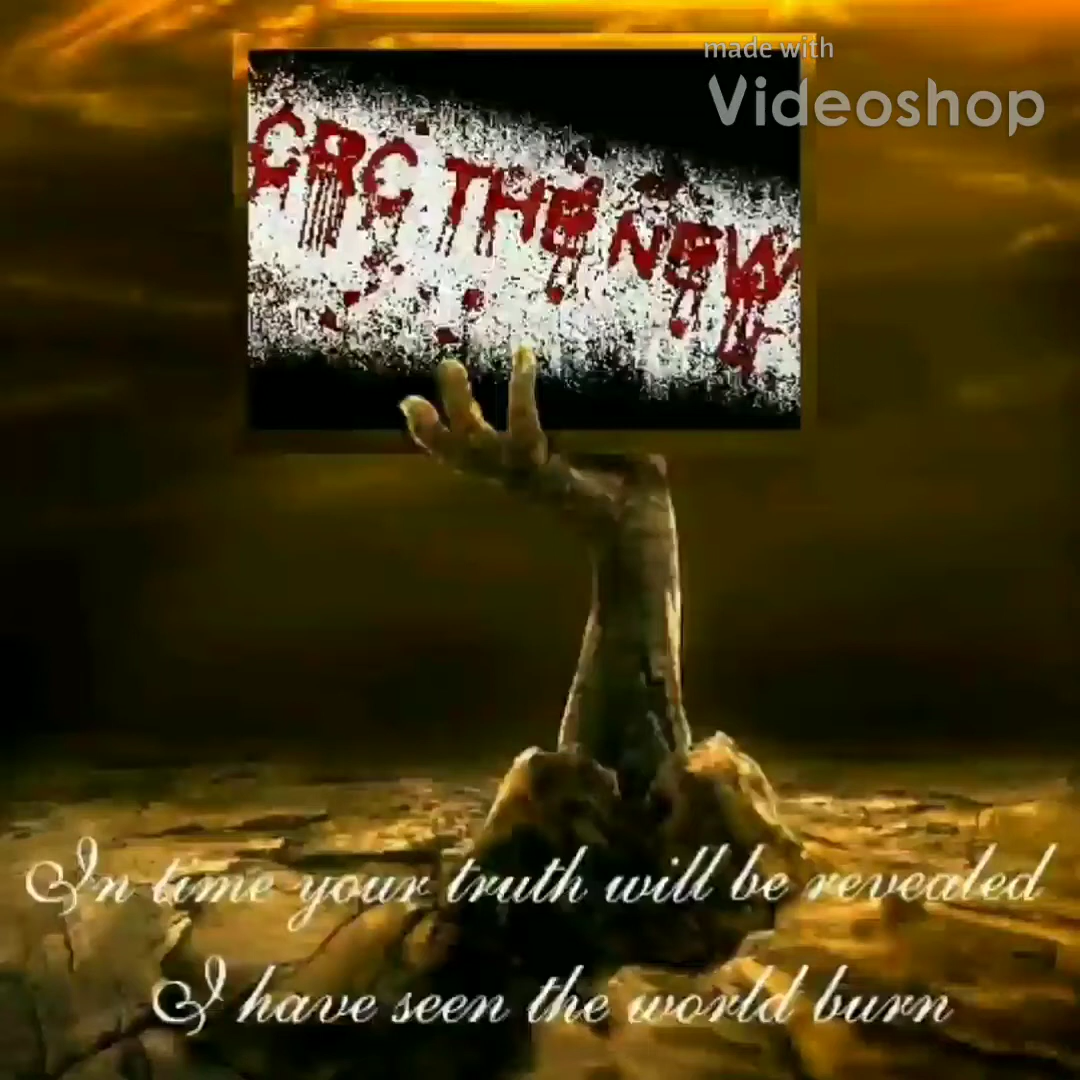 made with
Videoshop
CRC THE NEW
In time your truth will be revealed
I have seen the world burn